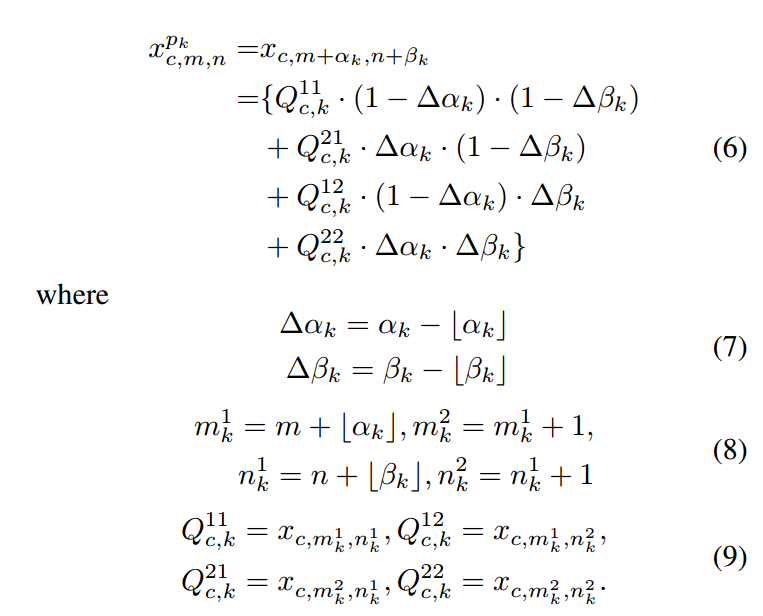 $x^{p_k}_{c,m,n} = x_{c,m+\alpha_k,n+\beta_k}$
$= \{Q^{11}_{c,k} \cdot (1 - \Delta\alpha_k) \cdot (1 - \Delta\beta_k)$
$+ Q^{21}_{c,k} \cdot \Delta\alpha_k \cdot (1 - \Delta\beta_k)$ (6)
$+ Q^{12}_{c,k} \cdot (1 - \Delta\alpha_k) \cdot \Delta\beta_k$
$+ Q^{22}_{c,k} \cdot \Delta\alpha_k \cdot \Delta\beta_k\}$
where
$\Delta\alpha_k = \alpha_k - \lfloor\alpha_k\rfloor$
$\Delta\beta_k = \beta_k - \lfloor\beta_k\rfloor$ (7)
$m^1_k = m + \lfloor\alpha_k\rfloor, m^2_k = m^1_k + 1,$
$n^1_k = n + \lfloor\beta_k\rfloor, n^2_k = n^1_k + 1$ (8)
$Q^{11}_{c,k} = x_{c,m^1_k,n^1_k}, Q^{12}_{c,k} = x_{c,m^1_k,n^2_k},$
$Q^{21}_{c,k} = x_{c,m^2_k,n^1_k}, Q^{22}_{c,k} = x_{c,m^2_k,n^2_k}.$ (9)